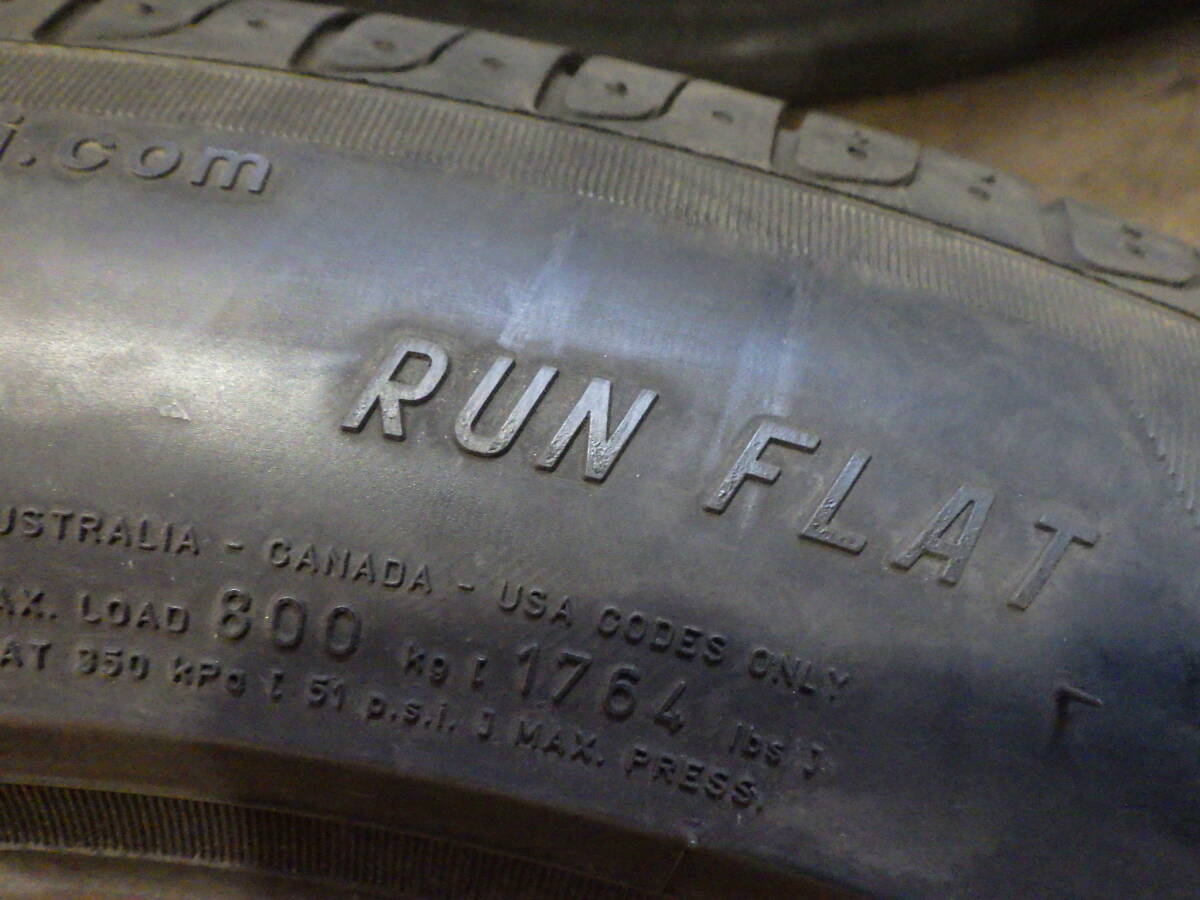 i.com
RUN FLAT
USTRALIA - CANADA - USA CODES ONLY
AX. LOAD 800 kg [ 1764 lbs ].
AT 350 kPa [ 51 p.s.i. ] MAX. PRESS.